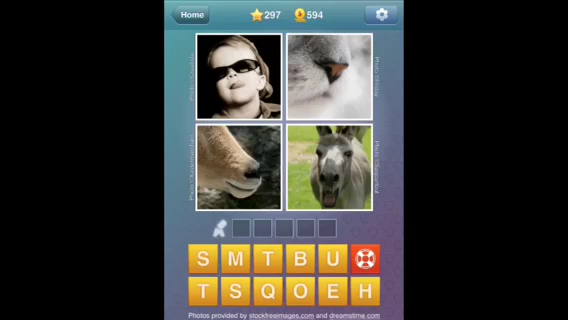 Home 297 594
S M T B U
T S Q O E H
Photos provided by stockfreeimages.com and dreamstime.com